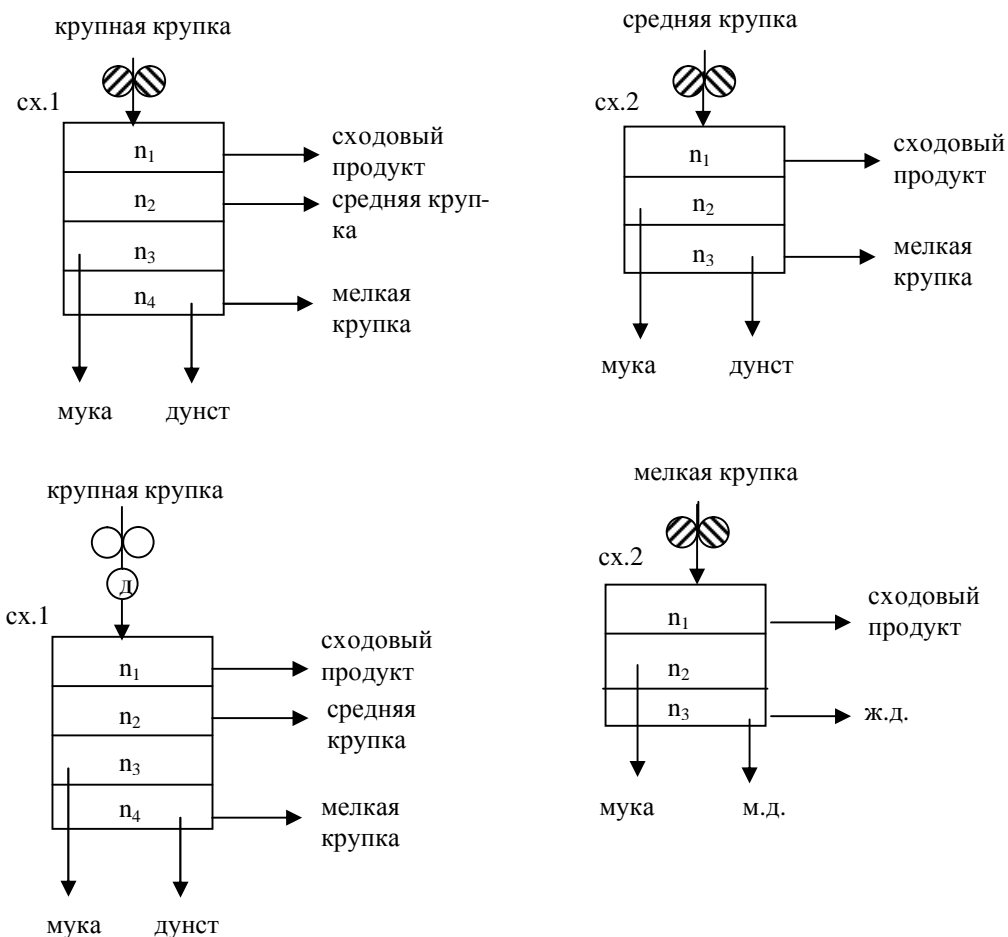 крупная крупка
сх.1
n₁
n₂
n₃
n₄
сходовый
продукт
средняя круп-
ка
мелкая
крупка
мука
дунст
средняя крупка
сх.2
n₁
n₂
n₃
сходовый
продукт
мелкая
крупка
мука
дунст
крупная крупка
д
сх.1
n₁
n₂
n₃
n₄
сходовый
продукт
средняя
крупка
мелкая
крупка
мука
дунст
мелкая крупка
сх.2
n₁
n₂
n₃
сходовый
продукт
ж.д.
мука
м.д.